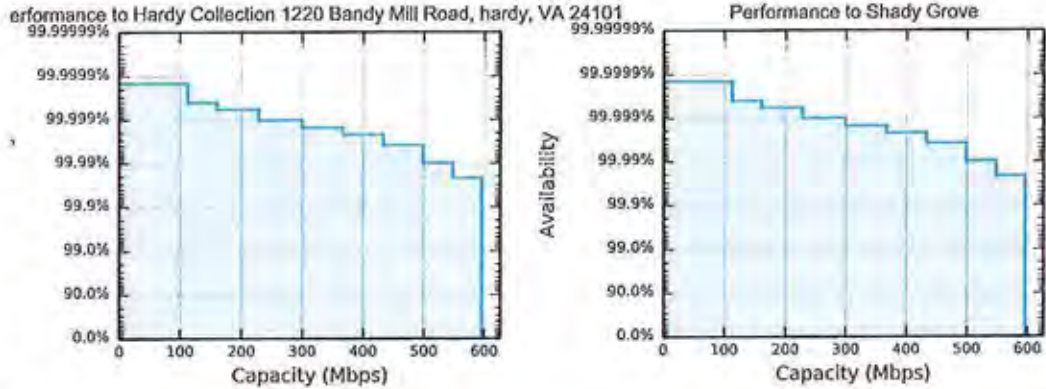 erformance to Hardy Collection 1220 Bandy Mill Road, hardy, VA 24101
99.99999%
99.9999%
99.999%
99.99%
99.9%
99.0%
90.0%
0.0%
0 100 200 300 400 500 600
Capacity (Mbps)
Performance to Shady Grove
Availability
99.99999%
99.9999%
99.999%
99.99%
99.9%
99.0%
90.0%
0.0%
0 100 200 300 400 500 600
Capacity (Mbps)